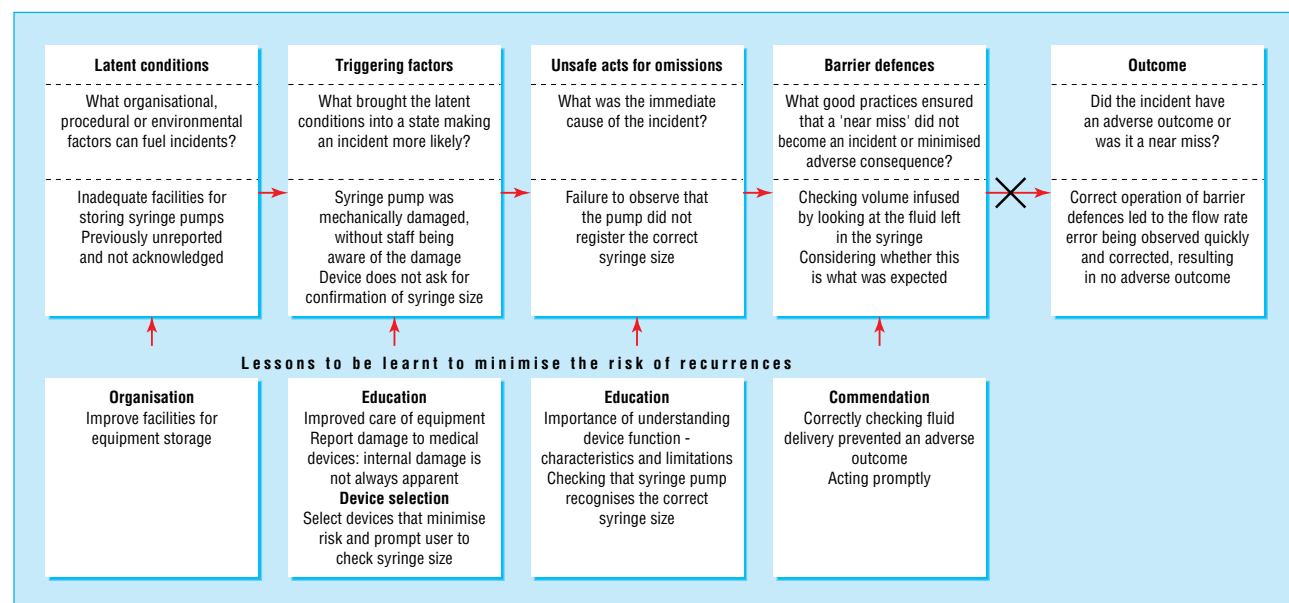 Latent conditions
What organisational,
procedural or environmental
factors can fuel incidents?
Inadequate facilities for
storing syringe pumps
Previously unreported
and not acknowledged
Triggering factors
What brought the latent
conditions into a state making
an incident more likely?
Syringe pump was
mechanically damaged,
without staff being
aware of the damage
Device does not ask for
confirmation of syringe size
Unsafe acts for omissions
What was the immediate
cause of the incident?
Failure to observe that
the pump did not
register the correct
syringe size
Barrier defences
What good practices ensured
that a 'near miss' did not
become an incident or minimised
adverse consequence?
Checking volume infused
by looking at the fluid left
in the syringe
Considering whether this
is what was expected
Outcome
Did the incident have
an adverse outcome or
was it a near miss?
Correct operation of barrier
defences led to the flow rate
error being observed quickly
and corrected, resulting
in no adverse outcome
Lessons to be learnt to minimise the risk of recurrences
Organisation
Improve facilities for
equipment storage
Education
Improved care of equipment
Report damage to medical
devices: internal damage is
not always apparent
Device selection
Select devices that minimise
risk and prompt user to
check syringe size
Education
Importance of understanding
device function -
characteristics and limitations
Checking that syringe pump
recognises the correct
syringe size
Commendation
Correctly checking fluid
delivery prevented an adverse
outcome
Acting promptly